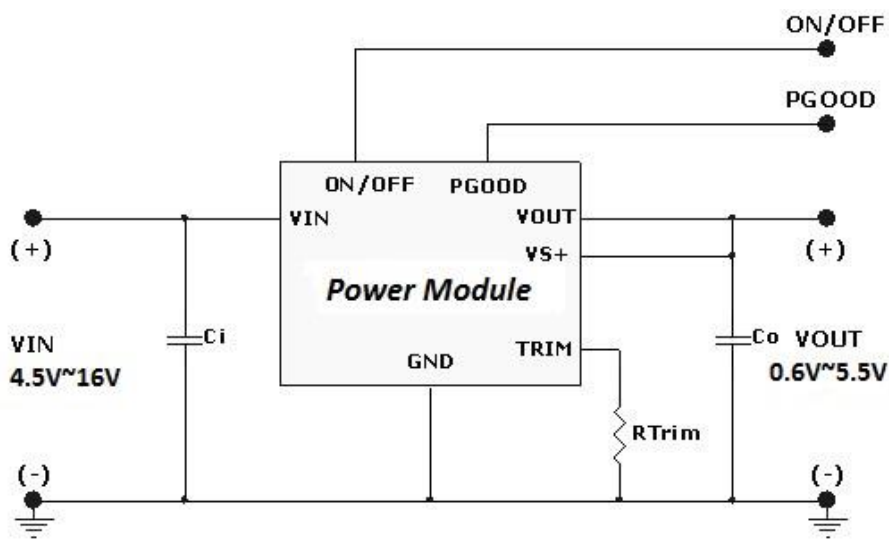 ON/OFF
PGOOD
ON/OFF PGOOD
VIN VOUT
(+) VS+ (+)
Power Module
Ci Co
VIN TRIM VOUT
4.5V~16V GND 0.6V~5.5V
RTrim
(-) (-)